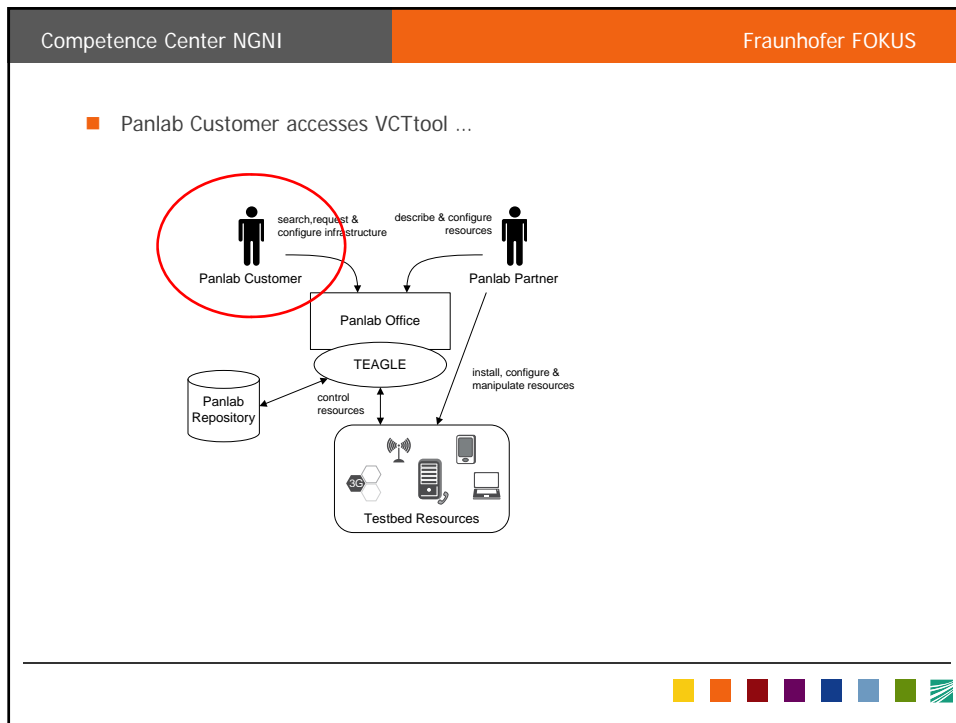 Competence Center NGNI
Fraunhofer FOKUS
Panlab Customer accesses VCTtool ...
search,request &
configure infrastructure
describe & configure
resources
Panlab Customer
Panlab Partner
Panlab Office
TEAGLE
install, configure &
manipulate resources
Panlab
Repository
control
resources
3G
Testbed Resources